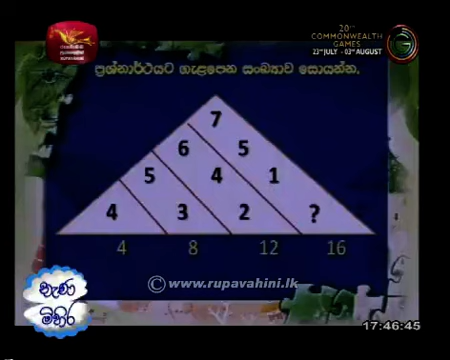 20TH
COMMONWEALTH
GAMES
23RD JULY - 03RD AUGUST
ප්‍රශ්නාර්ථයට ගැළපෙන සංඛ්‍යාව සොයන්න.
7
6 5
5 4 1
4 3 2 ?
4 8 12 16
© www.rupavahini.lk
නැණ
මිහිර
17:46:45